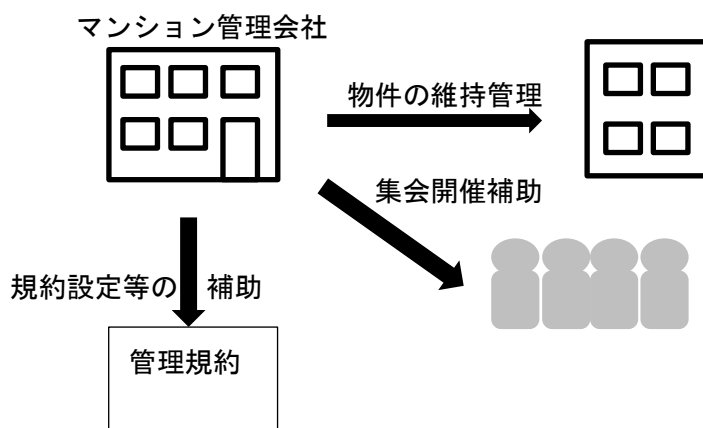 マンション管理会社
物件の維持管理
集会開催補助
規約設定等の 補助
管理規約